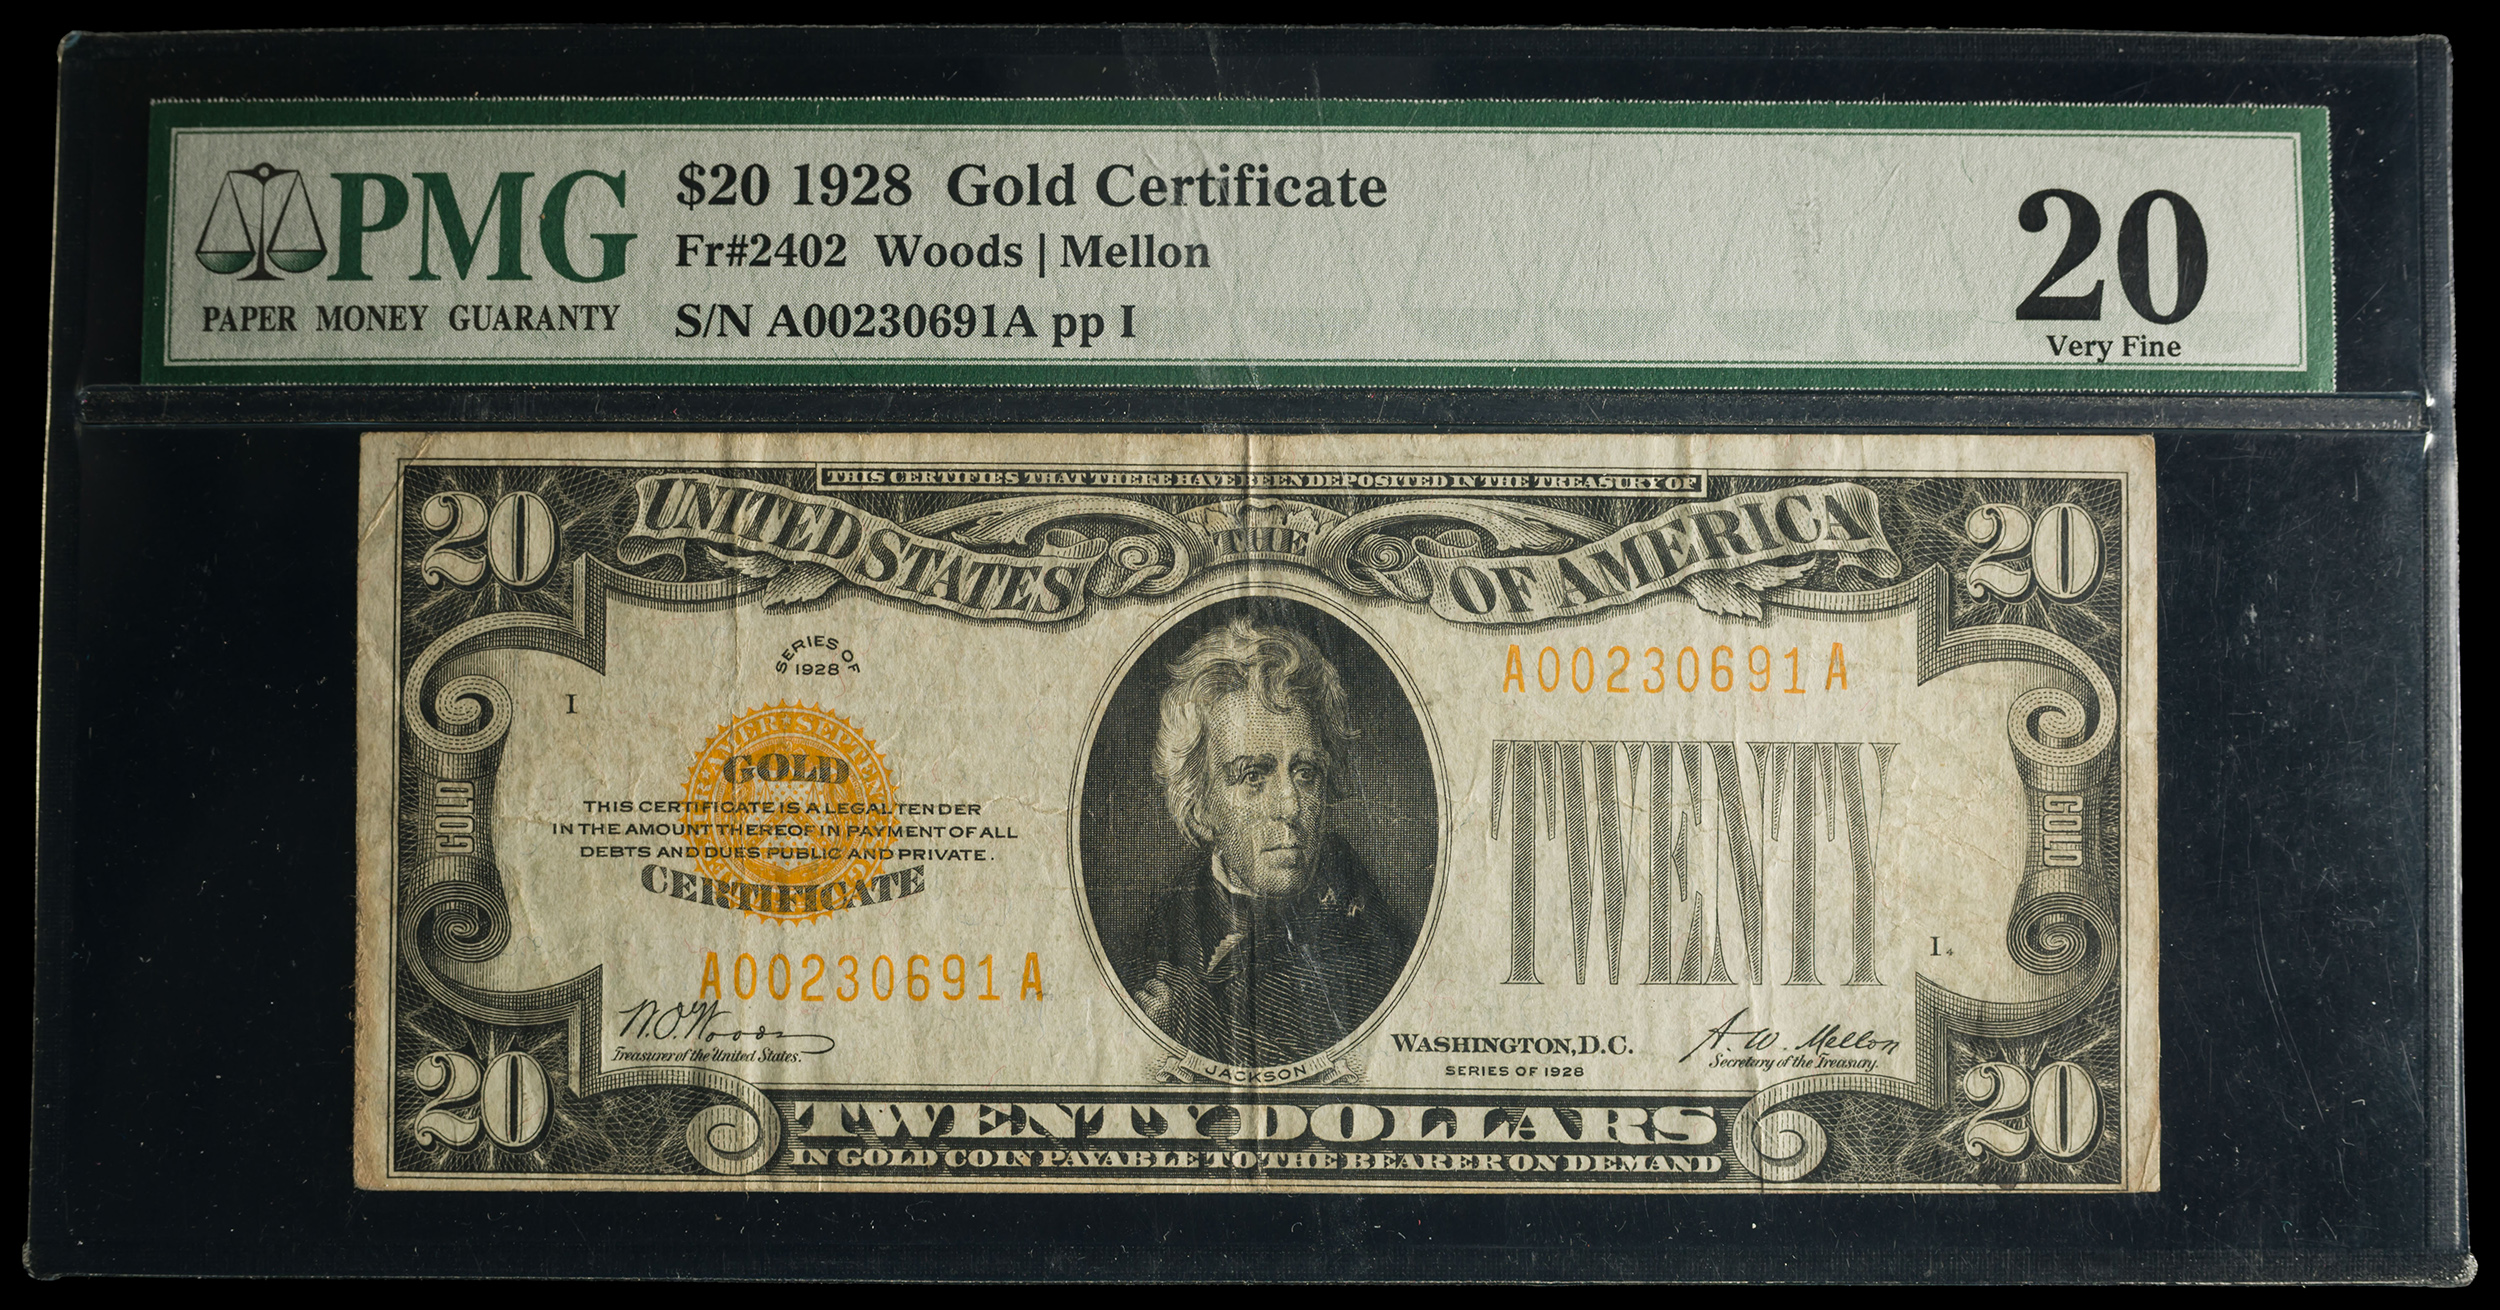 PMG
PAPER MONEY GUARANTY
$20 1928 Gold Certificate
Fr#2402 Woods | Mellon
S/N A00230691A pp I
20
Very Fine
THIS CERTIFIES THAT THERE HAVE BEEN DEPOSITED IN THE TREASURY OF
20
UNITED STATES
THE
OF AMERICA
20
SERIES OF
1928
I
A00230691A
GOLD
TWENTY
THIS CERTIFICATE IS A LEGAL TENDER
IN THE AMOUNT THEREOF IN PAYMENT OF ALL
DEBTS AND DUES PUBLIC AND PRIVATE.
CERTIFICATE
GOLD
GOLD
I4
A00230691A
W.O. Woods
Treasurer of the United States.
WASHINGTON, D.C.
SERIES OF 1928
A. W. Mellon
Secretary of the Treasury.
JACKSON
20
TWENTY DOLLARS
20
IN GOLD COIN PAYABLE TO THE BEARER ON DEMAND